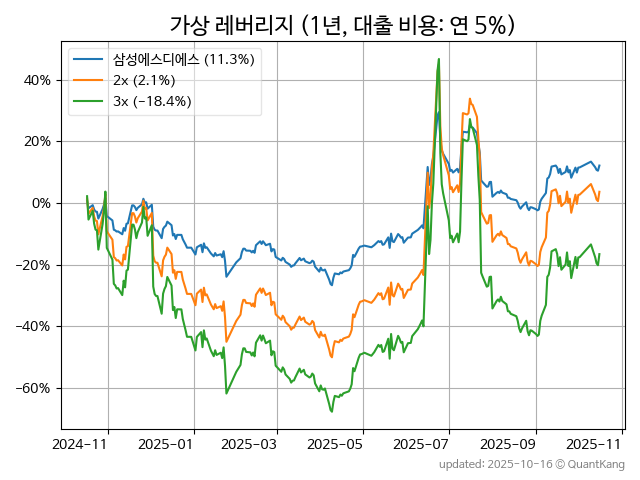 가상 레버리지 (1년, 대출 비용: 연 5%)
삼성에스디에스 (11.3%)
2x (2.1%)
3x (−18.4%)
40%
20%
0%
−20%
−40%
−60%
2024-11 2025-01 2025-03 2025-05 2025-07 2025-09 2025-11
updated: 2025-10-16 © QuantKang